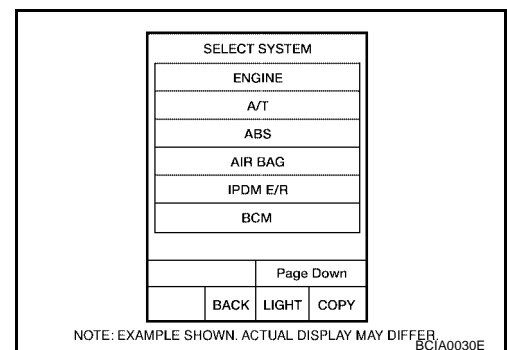 SELECT SYSTEM
ENGINE
A/T
ABS
AIR BAG
IPDM E/R
BCM
Page Down
BACK LIGHT COPY
NOTE: EXAMPLE SHOWN. ACTUAL DISPLAY MAY DIFFER.
BCIA0030E